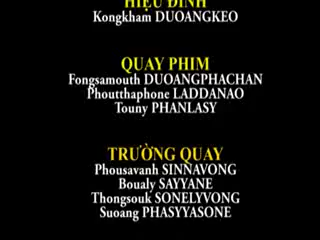 HIỆU ĐÍNH
Kongkham DUOANGKEO
QUAY PHIM
Fongsamouth DUOANGPHACHAN
Phoutthaphone LADDANAO
Touny PHANLASY
TRƯỜNG QUAY
Phousavanh SINNAVONG
Boualy SAYYANE
Thongsouk SONELYVONG
Suoang PHASYYASONE